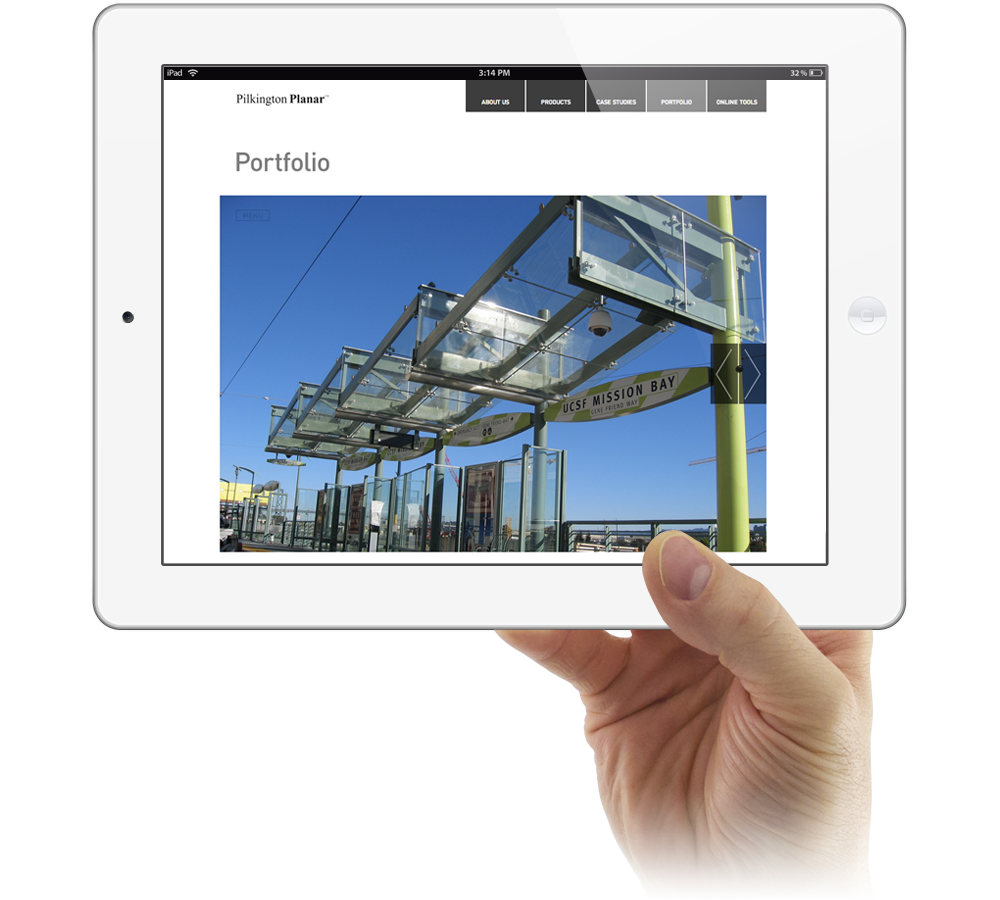 iPad 3:14 PM 32 %
Pilkington Planar™
ABOUT US PRODUCTS CASE STUDIES PORTFOLIO ONLINE TOOLS
Portfolio
MENU
UCSF MISSION BAY
GENE FRIEND WAY